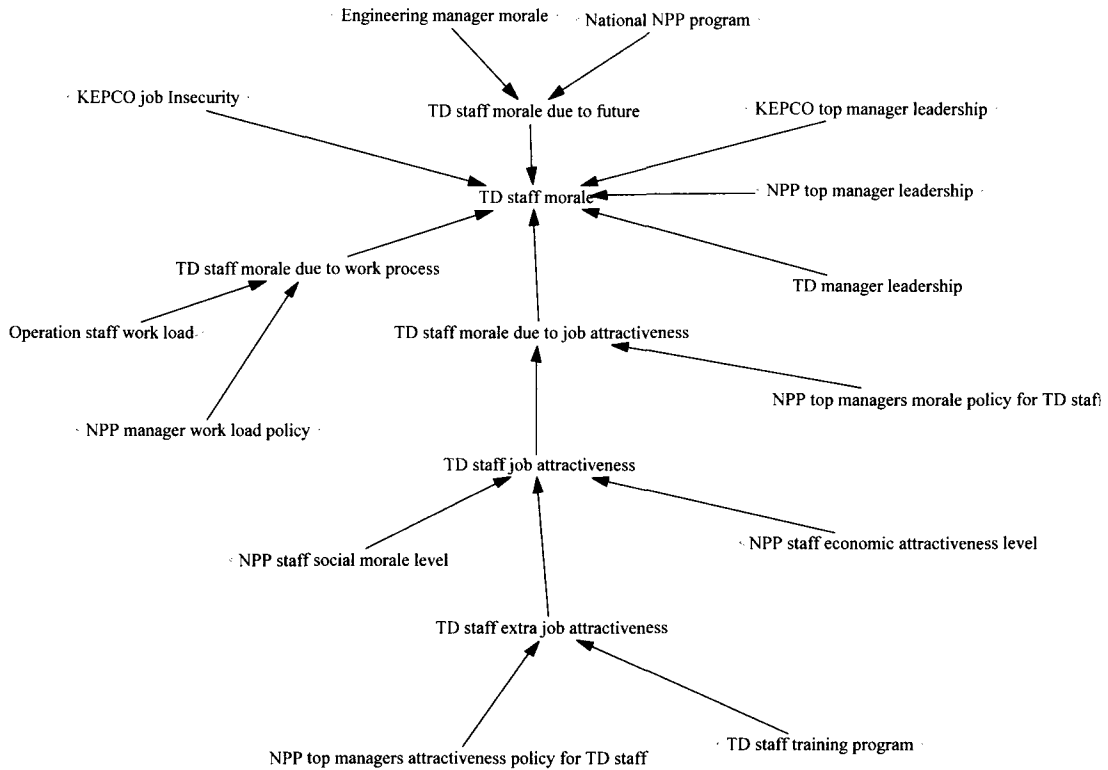 Engineering manager morale
National NPP program
KEPCO job Insecurity
TD staff morale due to future
KEPCO top manager leadership
TD staff morale
NPP top manager leadership
TD staff morale due to work process
TD manager leadership
Operation staff work load
TD staff morale due to job attractiveness
NPP top managers morale policy for TD staf
NPP manager work load policy
TD staff job attractiveness
NPP staff social morale level
NPP staff economic attractiveness level
TD staff extra job attractiveness
NPP top managers attractiveness policy for TD staff
TD staff training program